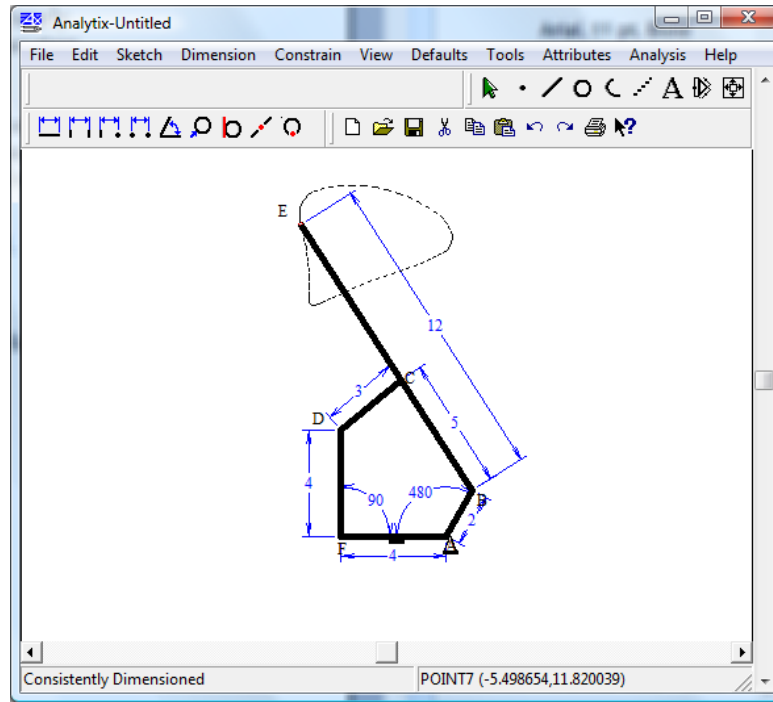 Analytix-Untitled
File Edit Sketch Dimension Constrain View Defaults Tools Attributes Analysis Help
A
E
12
C
3
5
D
4
90
480
B
2
F
A
4
Consistently Dimensioned
POINT7 (-5.498654,11.820039)